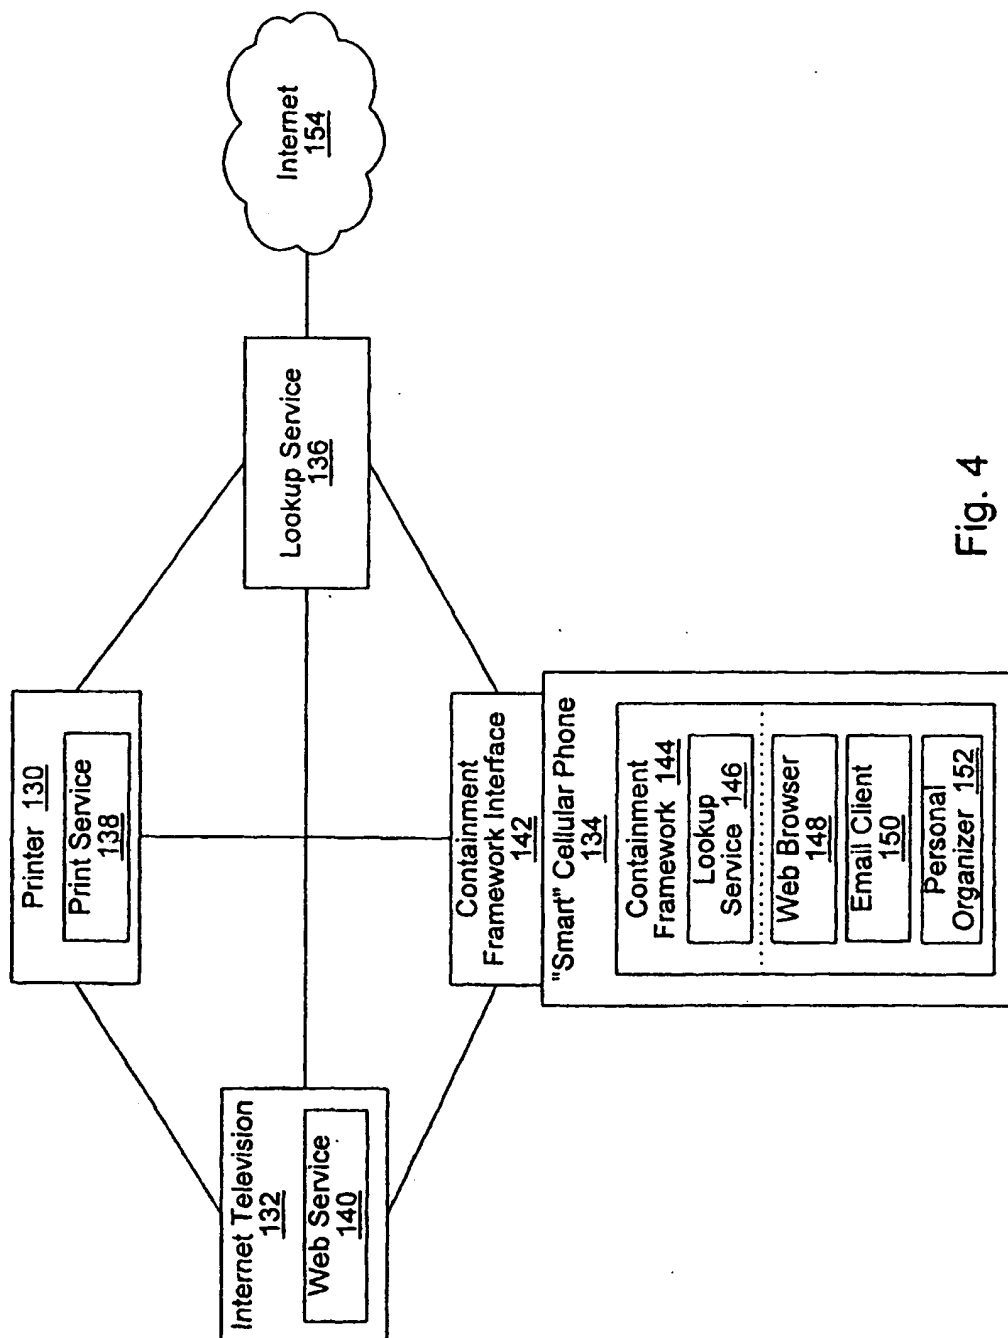 Printer 130
Print Service
138
Internet Television
132
Web Service
140
Lookup Service
136
Internet
154
Containment
Framework Interface
142
"Smart" Cellular Phone
134
Containment
Framework 144
Lookup
Service 146
Web Browser
148
Email Client
150
Personal
Organizer 152
Fig. 4